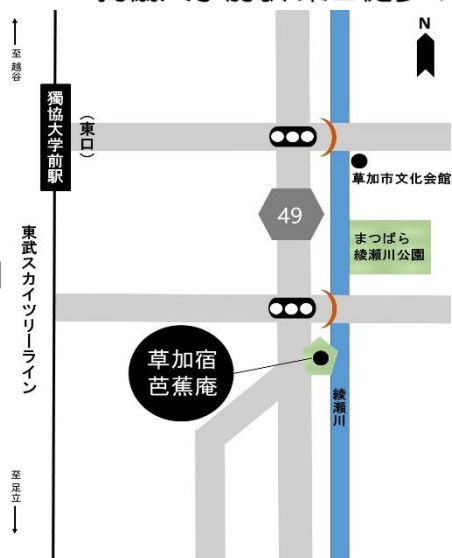 N
至越谷
獨協大学前駅
(東口)
草加市文化会館
49
まつばら
綾瀬川公園
東武スカイツリーライン
草加宿
芭蕉庵
綾瀬川
至足立